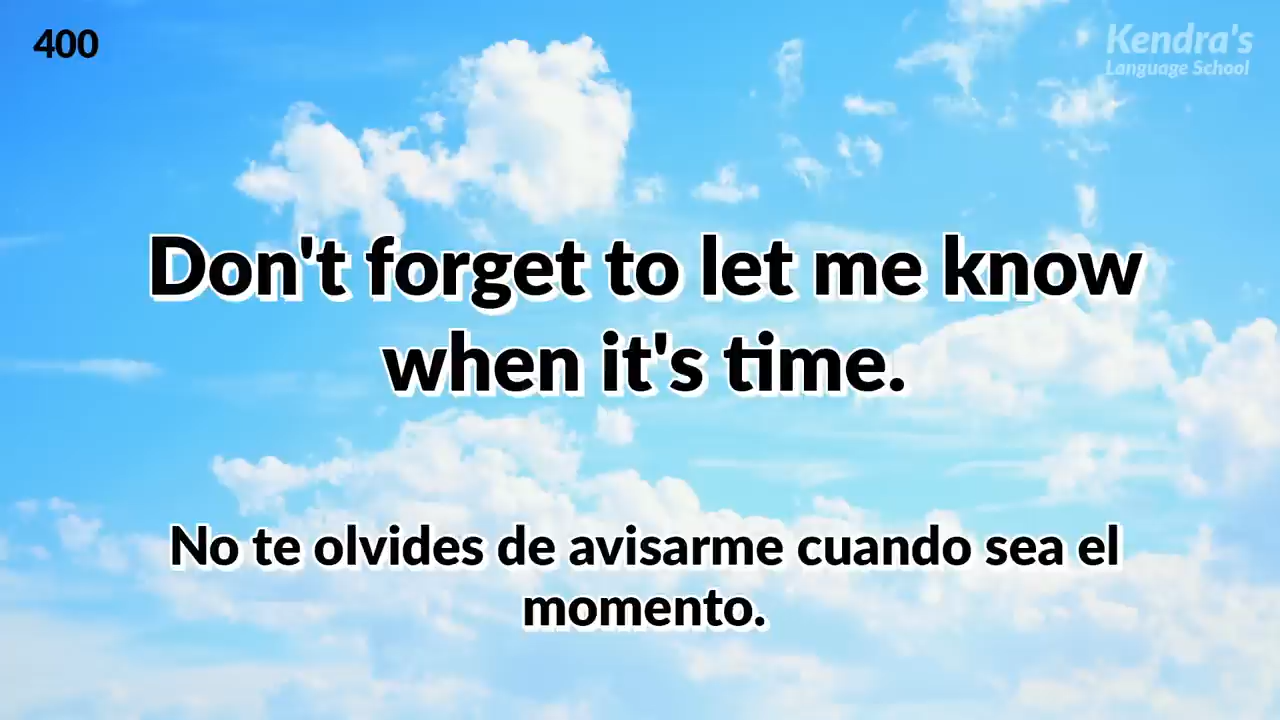 400
Kendra's
Language School
Don't forget to let me know
when it's time.
No te olvides de avisarme cuando sea el
momento.